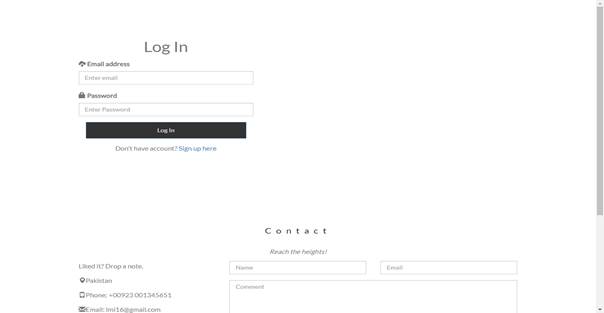 Log In
Email address
Enter email
Password
Enter Password
Log In
Don't have account? Sign up here
Contact
Reach the heights!
Liked it? Drop a note.
Name
Email
Pakistan
Comment
Phone: +00923 001345651
Email: lmi16@gmail.com